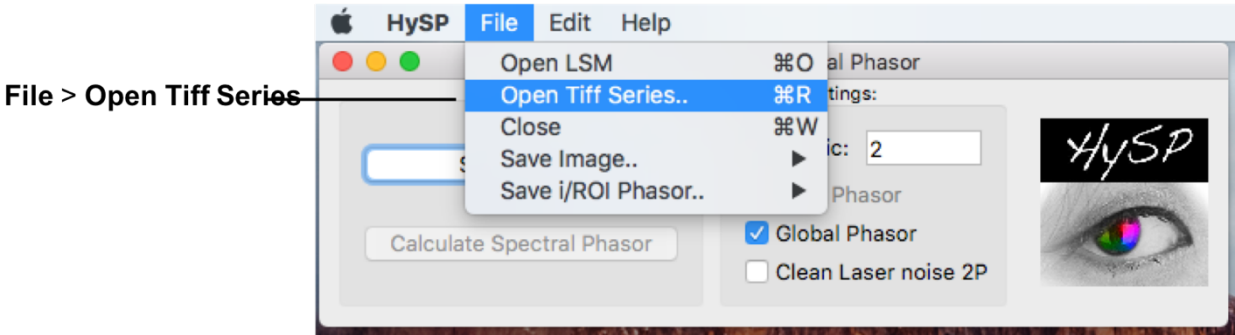 HySP File Edit Help
al Phasor
File > Open Tiff Series
Open LSM ⌘O
Open Tiff Series.. ⌘R
tings:
Close ⌘W
Save Image.. ▶
ic: 2
Save i/ROI Phasor.. ▶
Phasor
Calculate Spectral Phasor
Global Phasor
Clean Laser noise 2P
HySP